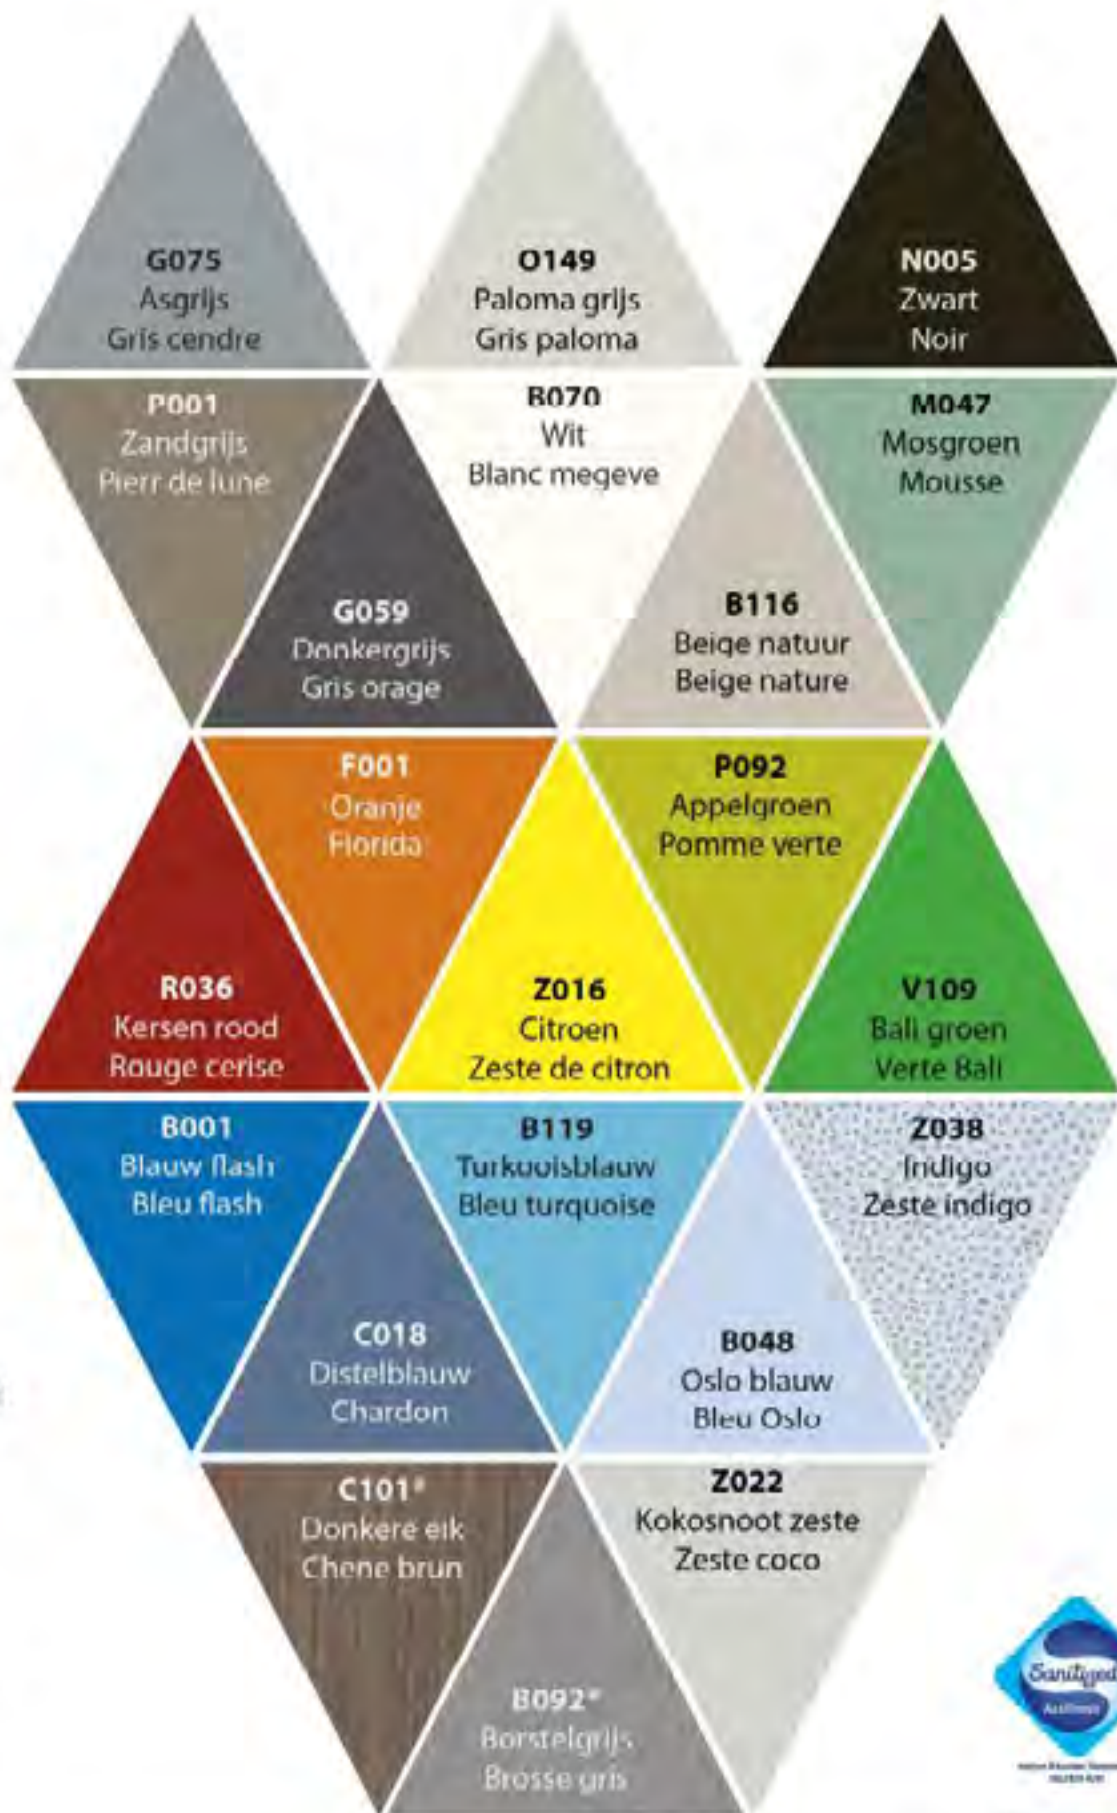 G075
Asgrijs
Gris cendre
O149
Paloma grijs
Gris paloma
N005
Zwart
Noir
P001
Zandgrijs
Pierr de lune
B070
Wit
Blanc megeve
M047
Mosgroen
Mousse
G059
Donkergrijs
Gris orage
B116
Beige natuur
Beige nature
F001
Oranje
Florida
P092
Appelgroen
Pomme verte
R036
Kersen rood
Rouge cerise
Z016
Citroen
Zeste de citron
V109
Bali groen
Verte Bali
B001
Blauw flash
Bleu flash
B119
Turkooisblauw
Bleu turquoise
Z038
Indigo
Zeste indigo
C018
Distelblauw
Chardon
B048
Oslo blauw
Bleu Oslo
C101*
Donkere eik
Chene brun
Z022
Kokosnoot zeste
Zeste coco
B092*
Borstelgrijs
Brosse gris
Sanitized